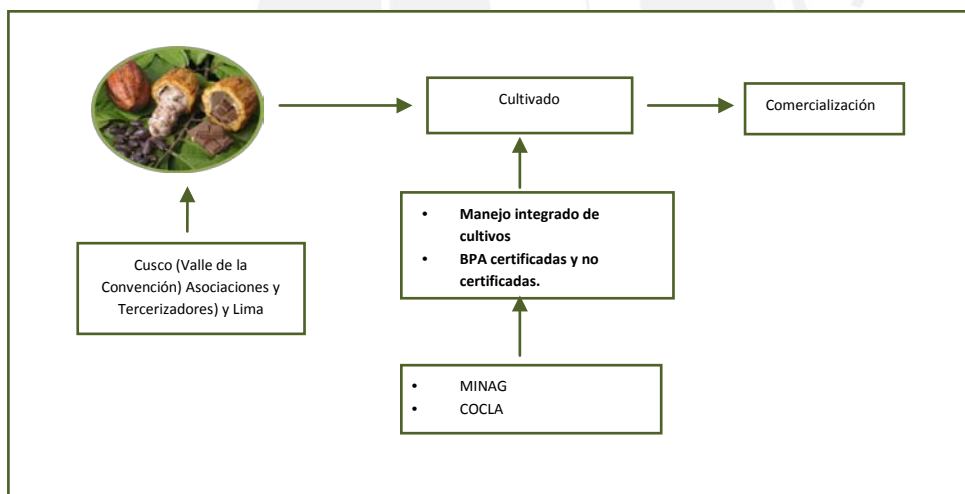 Cultivado
Comercialización
• Manejo integrado de
cultivos
• BPA certificadas y no
certificadas.
Cusco (Valle de la
Convención) Asociaciones y
Tercerizadores) y Lima
• MINAG
• COCLA